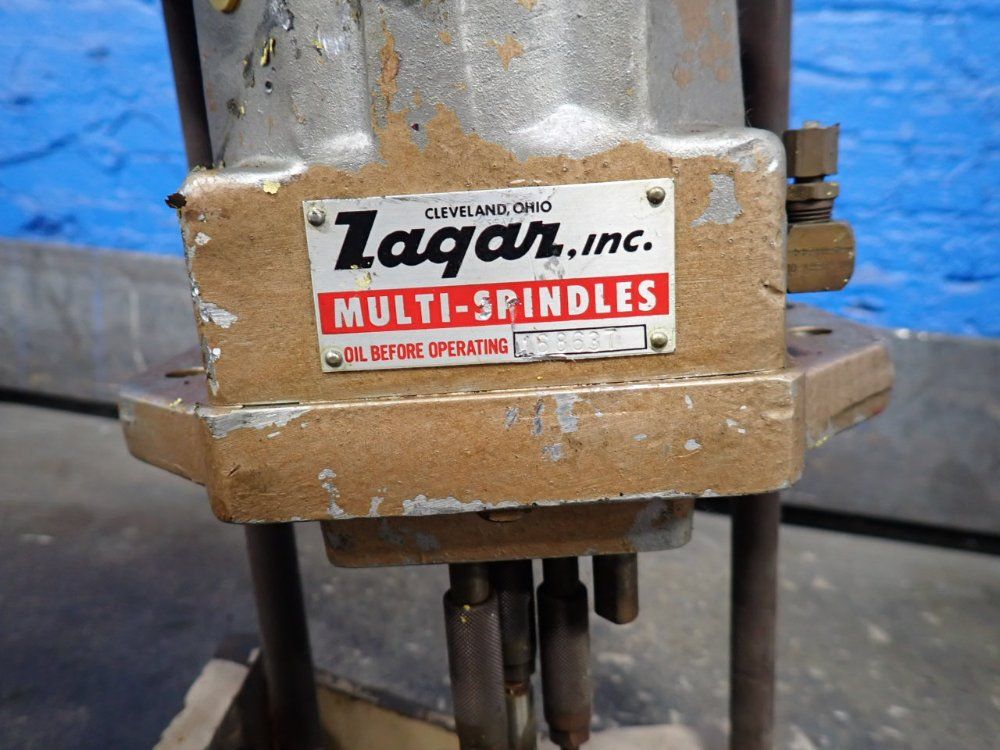 CLEVELAND, OHIO
Zagar, inc.
MULTI-SPINDLES
OIL BEFORE OPERATING